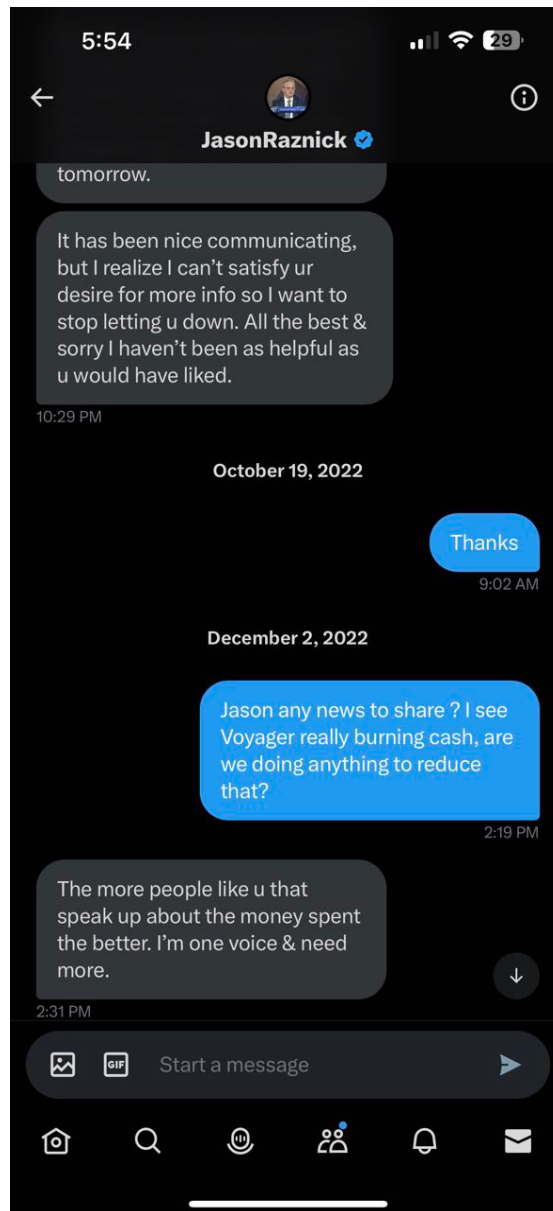 5:54
29
JasonRaznick
tomorrow.
It has been nice communicating,
but I realize I can't satisfy ur
desire for more info so I want to
stop letting u down. All the best &
sorry I haven't been as helpful as
u would have liked.
10:29 PM
October 19, 2022
Thanks
9:02 AM
December 2, 2022
Jason any news to share ? I see
Voyager really burning cash, are
we doing anything to reduce
that?
2:19 PM
The more people like u that
speak up about the money spent
the better. I'm one voice & need
more.
2:31 PM
GIF
Start a message